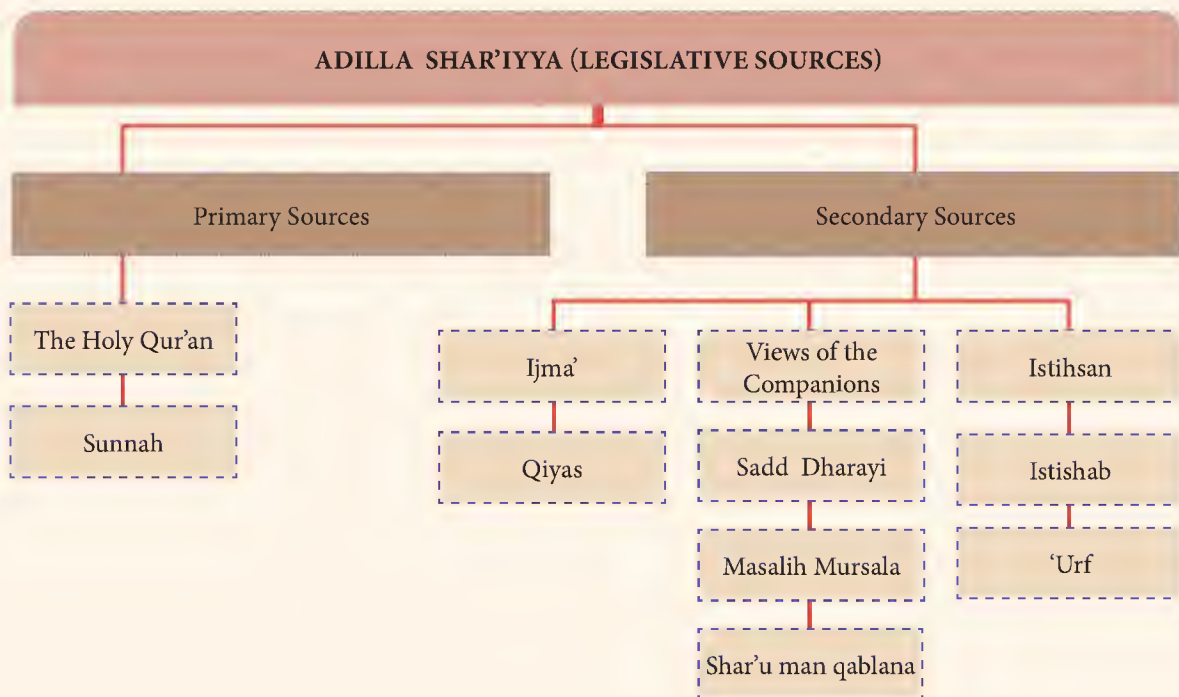 ADILLA SHAR’IYYA (LEGISLATIVE SOURCES)
Primary Sources
Secondary Sources
The Holy Qur’an
Sunnah
Ijma’
Qiyas
Views of the
Companions
Sadd Dharayi
Masalih Mursala
Shar’u man qablana
Istihsan
Istishab
‘Urf